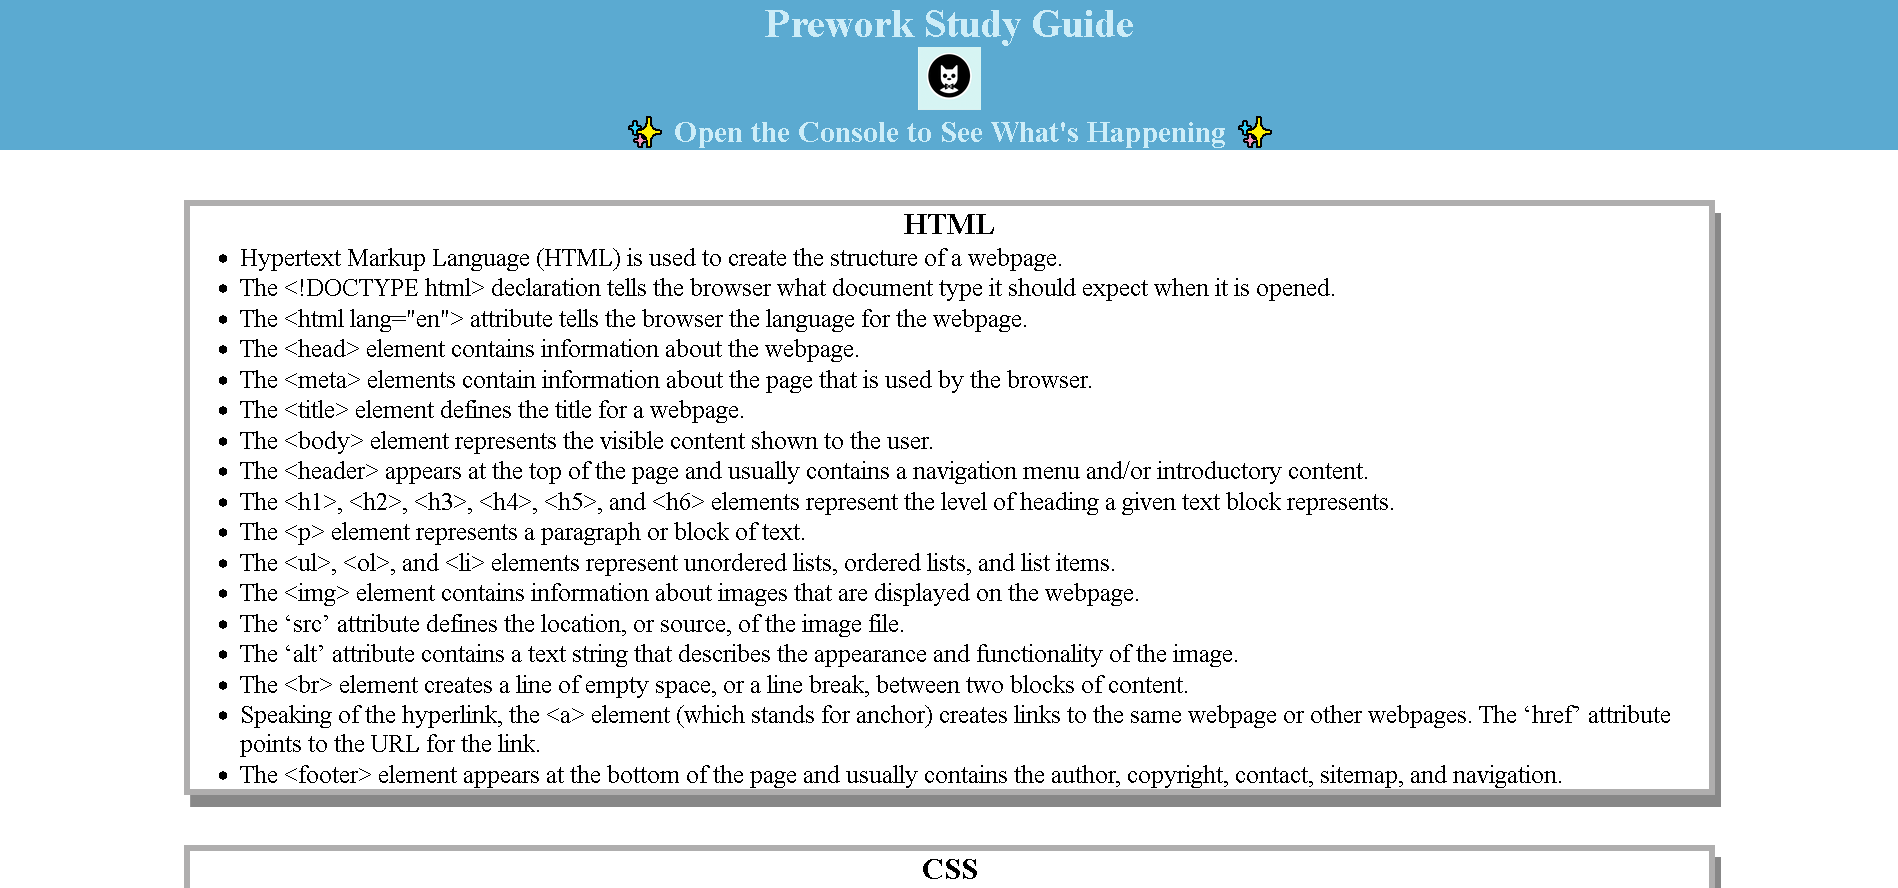 Prework Study Guide
✨ Open the Console to See What's Happening ✨
HTML
• Hypertext Markup Language (HTML) is used to create the structure of a webpage.
• The <!DOCTYPE html> declaration tells the browser what document type it should expect when it is opened.
• The <html lang="en"> attribute tells the browser the language for the webpage.
• The <head> element contains information about the webpage.
• The <meta> elements contain information about the page that is used by the browser.
• The <title> element defines the title for a webpage.
• The <body> element represents the visible content shown to the user.
• The <header> appears at the top of the page and usually contains a navigation menu and/or introductory content.
• The <h1>, <h2>, <h3>, <h4>, <h5>, and <h6> elements represent the level of heading a given text block represents.
• The <p> element represents a paragraph or block of text.
• The <ul>, <ol>, and <li> elements represent unordered lists, ordered lists, and list items.
• The <img> element contains information about images that are displayed on the webpage.
• The ‘src’ attribute defines the location, or source, of the image file.
• The ‘alt’ attribute contains a text string that describes the appearance and functionality of the image.
• The <br> element creates a line of empty space, or a line break, between two blocks of content.
• Speaking of the hyperlink, the <a> element (which stands for anchor) creates links to the same webpage or other webpages. The ‘href’ attribute
points to the URL for the link.
• The <footer> element appears at the bottom of the page and usually contains the author, copyright, contact, sitemap, and navigation.
CSS